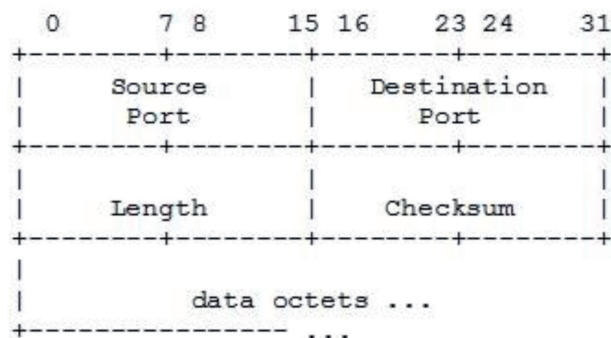 0 7 8 15 16 23 24 31
+--------+--------+--------+--------+
| Source | Destination |
| Port | Port |
+--------+--------+--------+--------+
| | |
| Length | Checksum |
+--------+--------+--------+--------+
|
| data octets ...
+---------------- ...